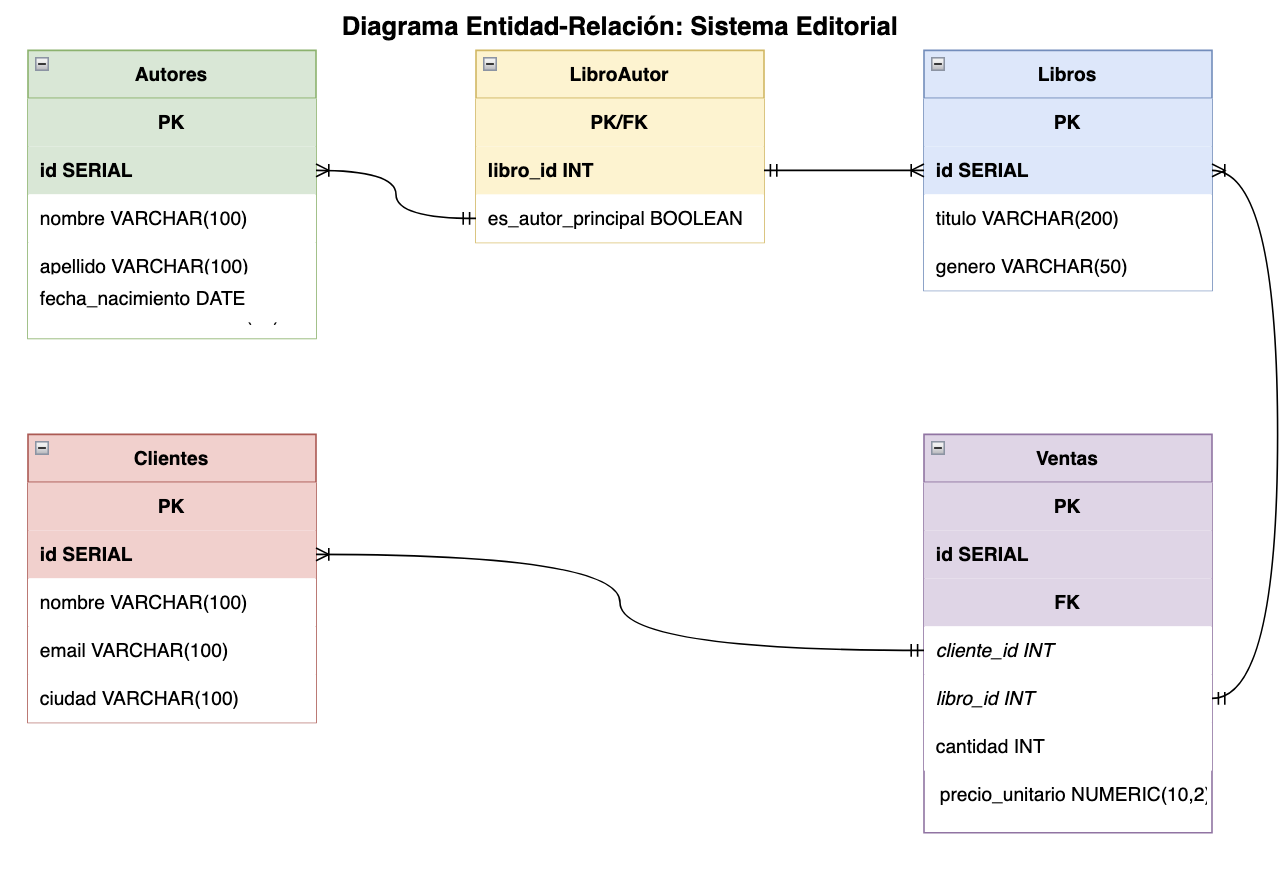 Diagrama Entidad-Relación: Sistema Editorial
Autores
PK
id SERIAL
nombre VARCHAR(100)
apellido VARCHAR(100)
fecha_nacimiento DATE
LibroAutor
PK/FK
libro_id INT
es_autor_principal BOOLEAN
Libros
PK
id SERIAL
titulo VARCHAR(200)
genero VARCHAR(50)
Clientes
PK
id SERIAL
nombre VARCHAR(100)
email VARCHAR(100)
ciudad VARCHAR(100)
Ventas
PK
id SERIAL
FK
cliente_id INT
libro_id INT
cantidad INT
precio_unitario NUMERIC(10,2)